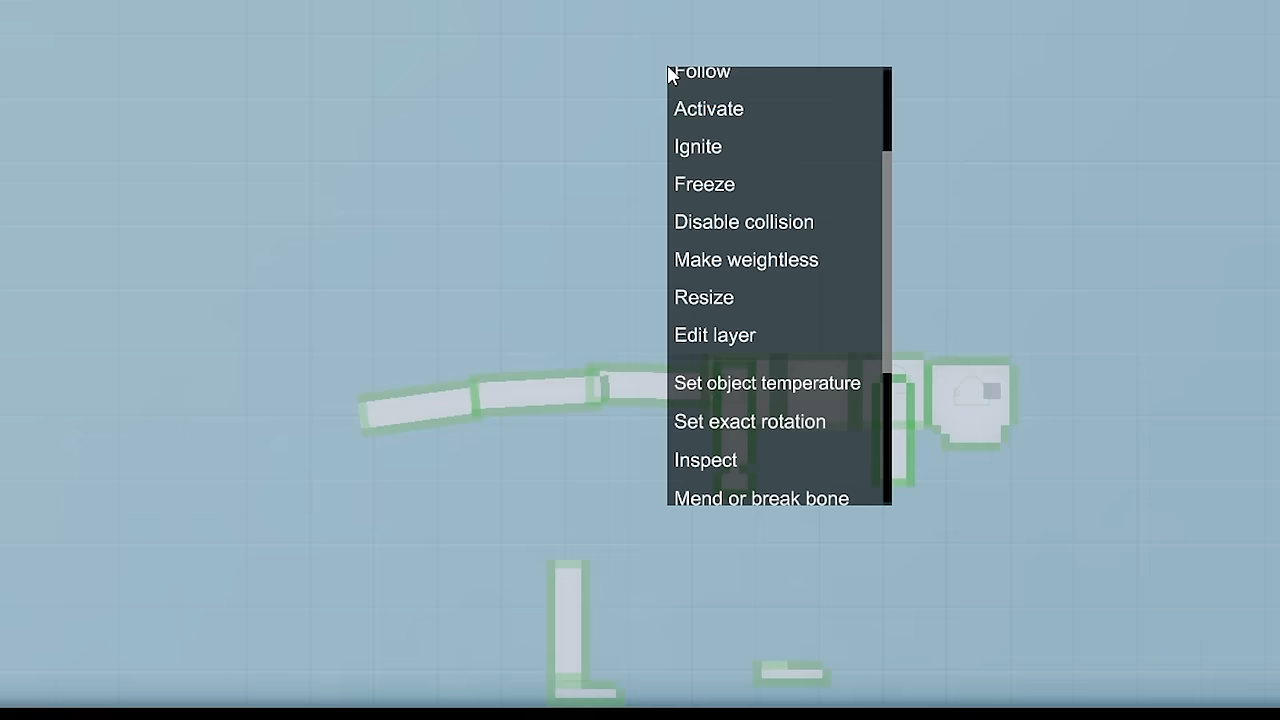 Follow
Activate
Ignite
Freeze
Disable collision
Make weightless
Resize
Edit layer
Set object temperature
Set exact rotation
Inspect
Mend or break bone